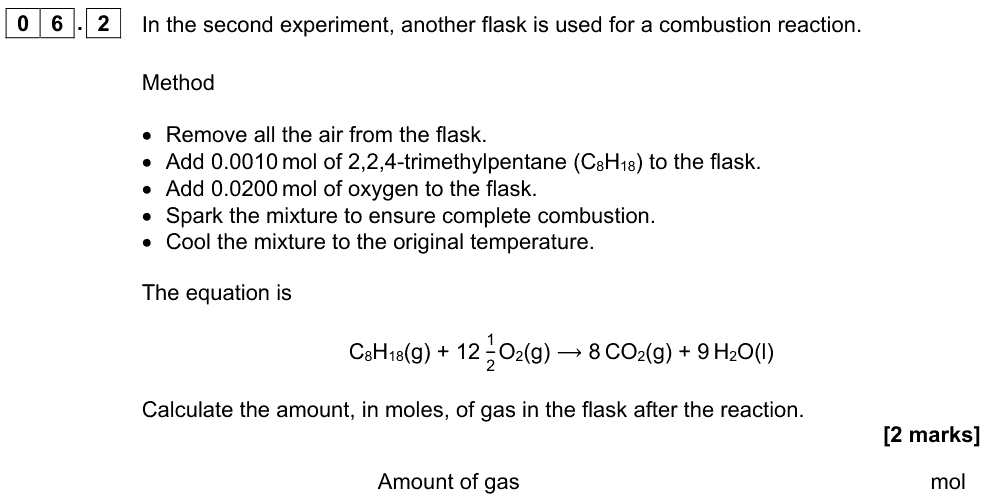 0 6 . 2 In the second experiment, another flask is used for a combustion reaction.
Method
• Remove all the air from the flask.
• Add 0.0010 mol of 2,2,4-trimethylpentane (C₈H₁₈) to the flask.
• Add 0.0200 mol of oxygen to the flask.
• Spark the mixture to ensure complete combustion.
• Cool the mixture to the original temperature.
The equation is
C₈H₁₈(g) + 12 1/2 O₂(g) ⟶ 8 CO₂(g) + 9 H₂O(l)
Calculate the amount, in moles, of gas in the flask after the reaction.
[2 marks]
Amount of gas mol